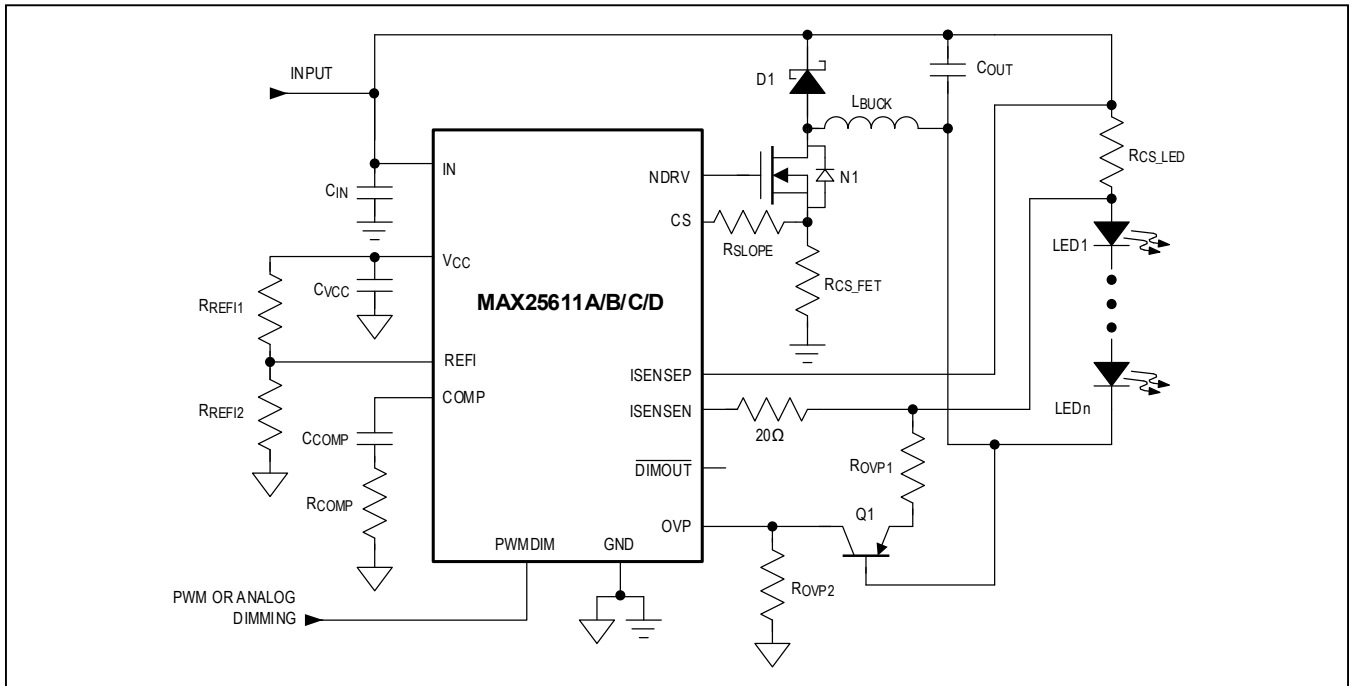 INPUT
D1
COUT
LBUCK
RCS_LED
IN
NDRV
N1
CIN
CS
LED1
RSLOPE
VCC
CVCC
RCS_FET
MAX25611A/B/C/D
RREFI1
REFI
ISENSEP
COMP
ISENSEN
LEDn
RREFI2
CCOMP
20Ω
DIMOUT
ROVP1
RCOMP
OVP
Q1
PWMDIM
GND
ROVP2
PWM OR ANALOG
DIMMING